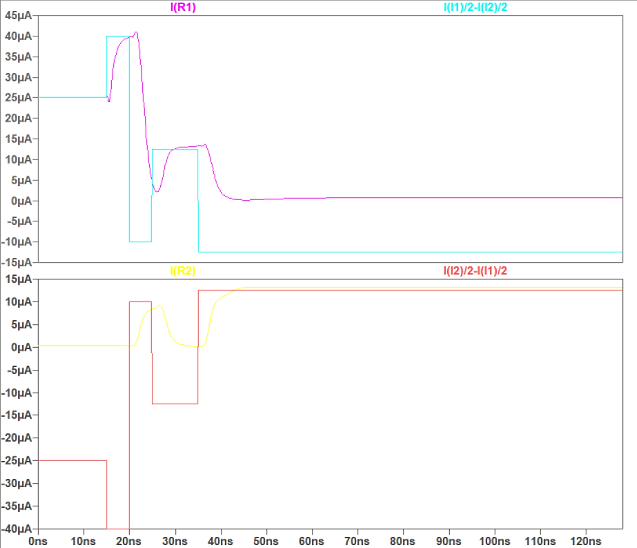 I(R1) I(I1)/2-I(I2)/2
45µA
40µA
35µA
30µA
25µA
20µA
15µA
10µA
5µA
0µA
-5µA
-10µA
-15µA
I(R2) I(I2)/2-I(I1)/2
15µA
10µA
5µA
0µA
-5µA
-10µA
-15µA
-20µA
-25µA
-30µA
-35µA
-40µA
0ns 10ns 20ns 30ns 40ns 50ns 60ns 70ns 80ns 90ns 100ns 110ns 120ns